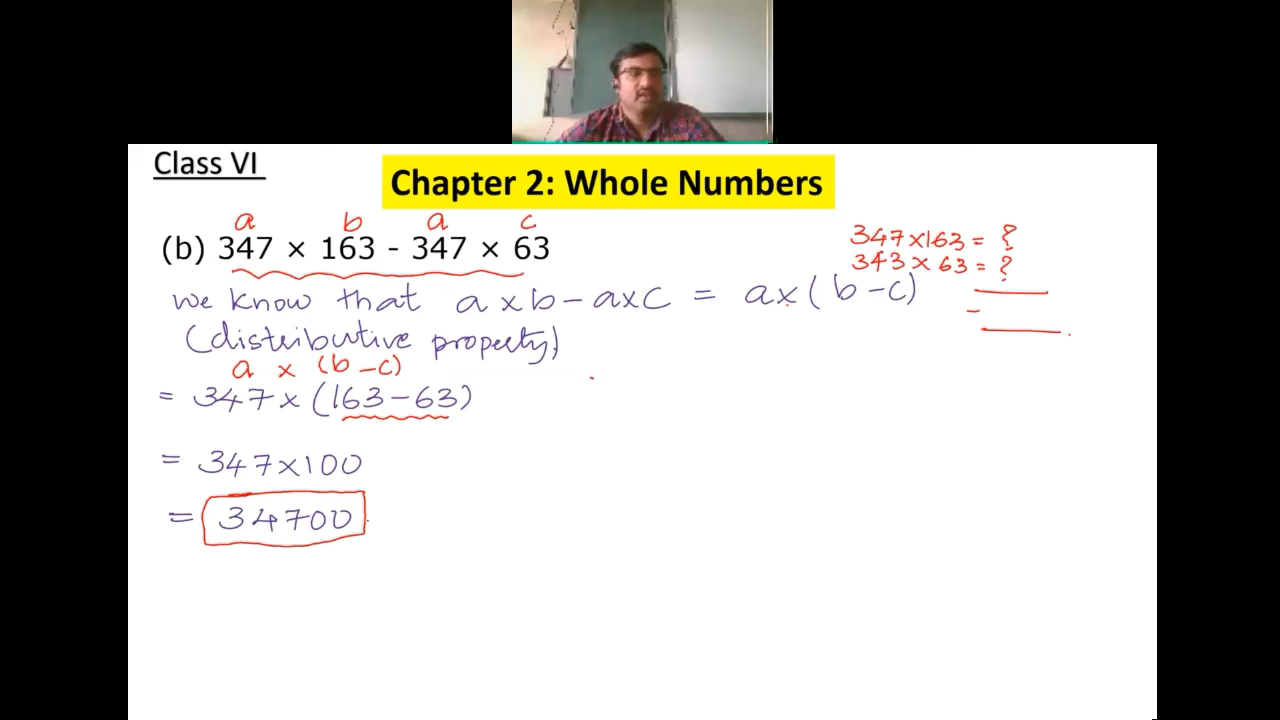 Class VI
Chapter 2: Whole Numbers
a b a c
(b) 347 × 163 - 347 × 63
347×163 = ?
343 × 63 = ?
we know that a × b - a×c = a×(b-c)
-
(distributive property)
a × (b-c)
= 347 × (163-63)
= 347×100
= 34700